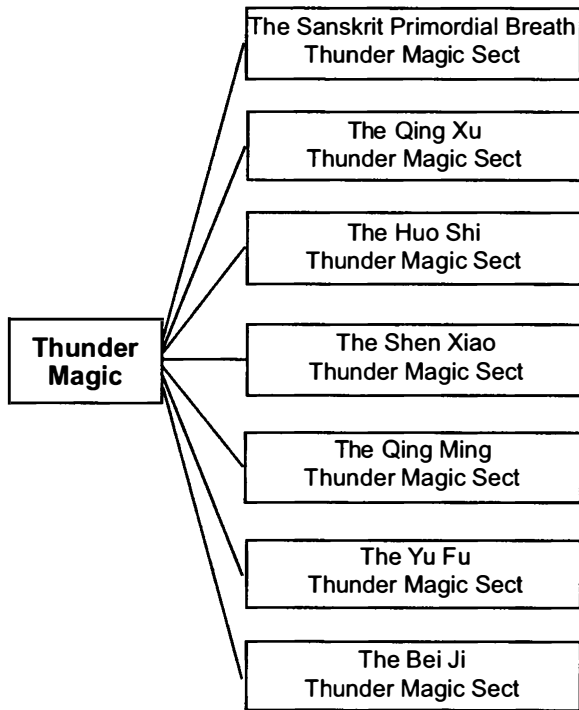 The Sanskrit Primordial Breath
Thunder Magic Sect
The Qing Xu
Thunder Magic Sect
The Huo Shi
Thunder Magic Sect
Thunder
Magic
The Shen Xiao
Thunder Magic Sect
The Qing Ming
Thunder Magic Sect
The Yu Fu
Thunder Magic Sect
The Bei Ji
Thunder Magic Sect